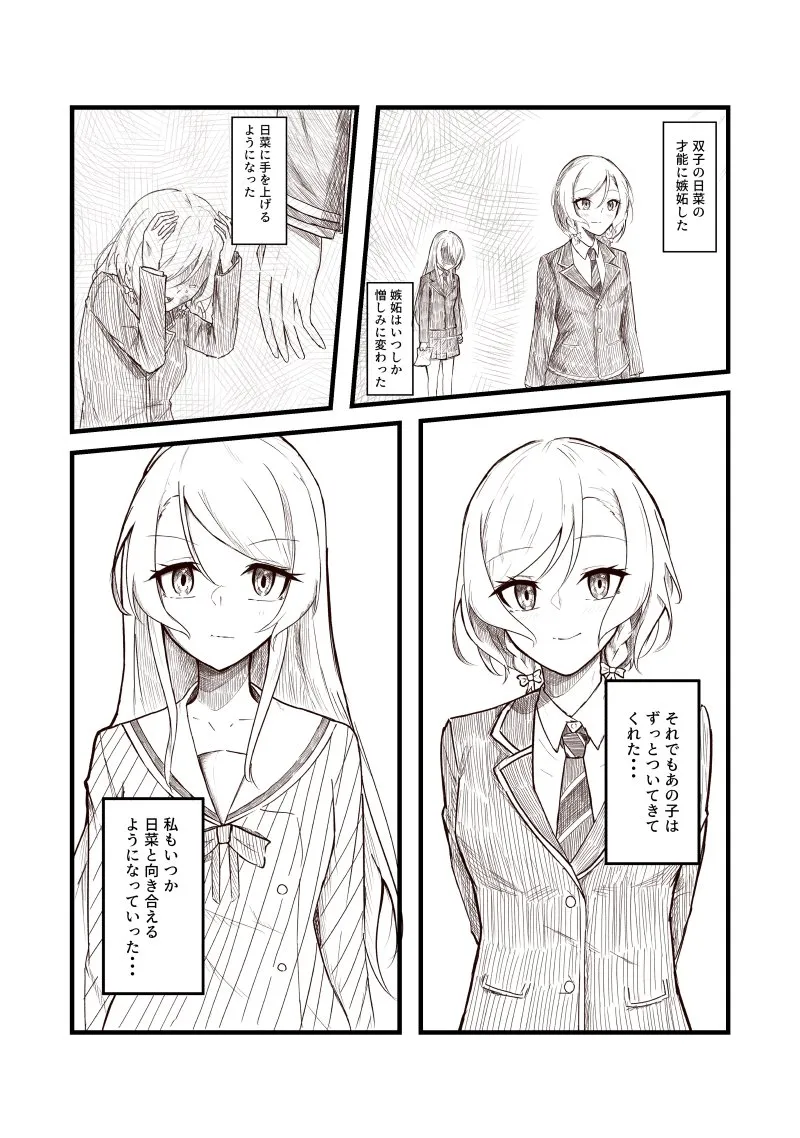 双子の日菜の
才能に嫉妬した
嫉妬はいつしか
憎しみに変わった
日菜に手を上げる
ようになった
それでもあの子は
ずっとついてきて
くれた・・・
私もいつか
日菜と向き合える
ようになっていった・・・